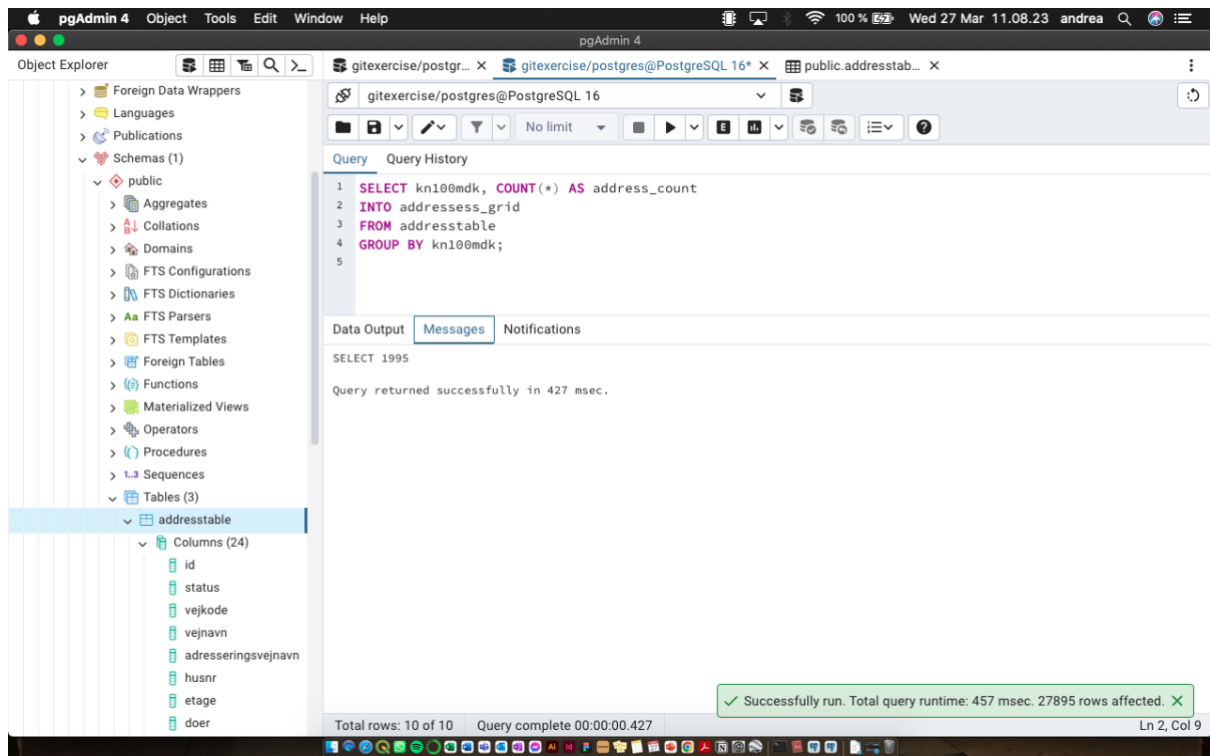 pgAdmin 4 Object Tools Edit Window Help 100 % Wed 27 Mar 11.08.23 andrea
pgAdmin 4
Object Explorer
gitexercise/postgr... gitexercise/postgres@PostgreSQL 16* public.addresstab...
gitexercise/postgres@PostgreSQL 16
No limit
Query Query History
1 SELECT kn100mdk, COUNT(*) AS address_count
2 INTO addressess_grid
3 FROM addresstable
4 GROUP BY kn100mdk;
5
Data Output Messages Notifications
SELECT 1995
Query returned successfully in 427 msec.
Foreign Data Wrappers
Languages
Publications
Schemas (1)
public
Aggregates
Collations
Domains
FTS Configurations
FTS Dictionaries
Aa FTS Parsers
FTS Templates
Foreign Tables
Functions
Materialized Views
Operators
Procedures
1..3 Sequences
Tables (3)
addresstable
Columns (24)
id
status
vejkode
vejnavn
adresseringsvejnavn
husnr
etage
doer
Successfully run. Total query runtime: 457 msec. 27895 rows affected.
Total rows: 10 of 10 Query complete 00:00:00.427 Ln 2, Col 9